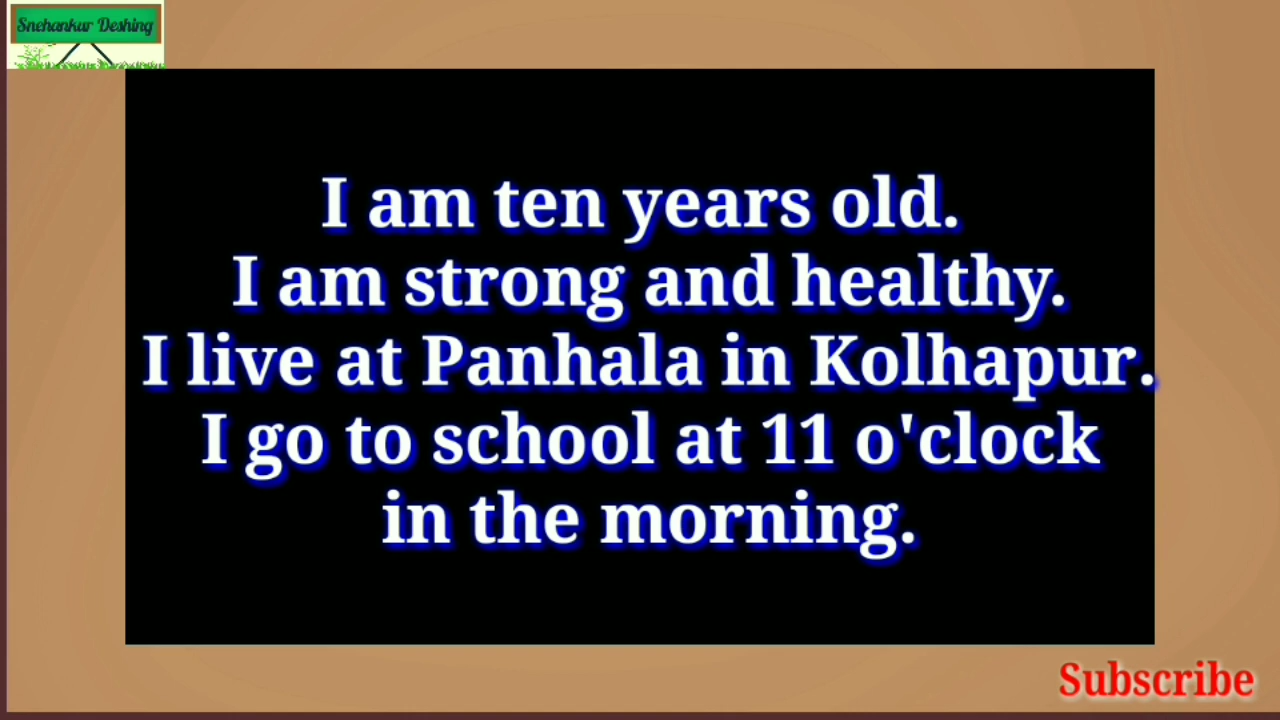 Snehankur Deshing
I am ten years old.
I am strong and healthy.
I live at Panhala in Kolhapur.
I go to school at 11 o'clock
in the morning.
Subscribe